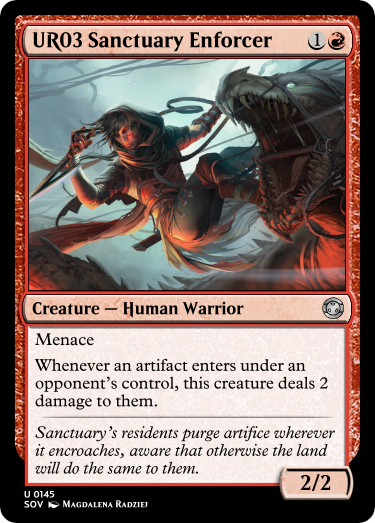 UR03 Sanctuary Enforcer 1
Creature — Human Warrior
Menace
Whenever an artifact enters under an
opponent's control, this creature deals 2
damage to them.
Sanctuary's residents purge artifice wherever
it encroaches, aware that otherwise the land
will do the same to them.
2/2
U 0145
SOV Magdalena Radziej